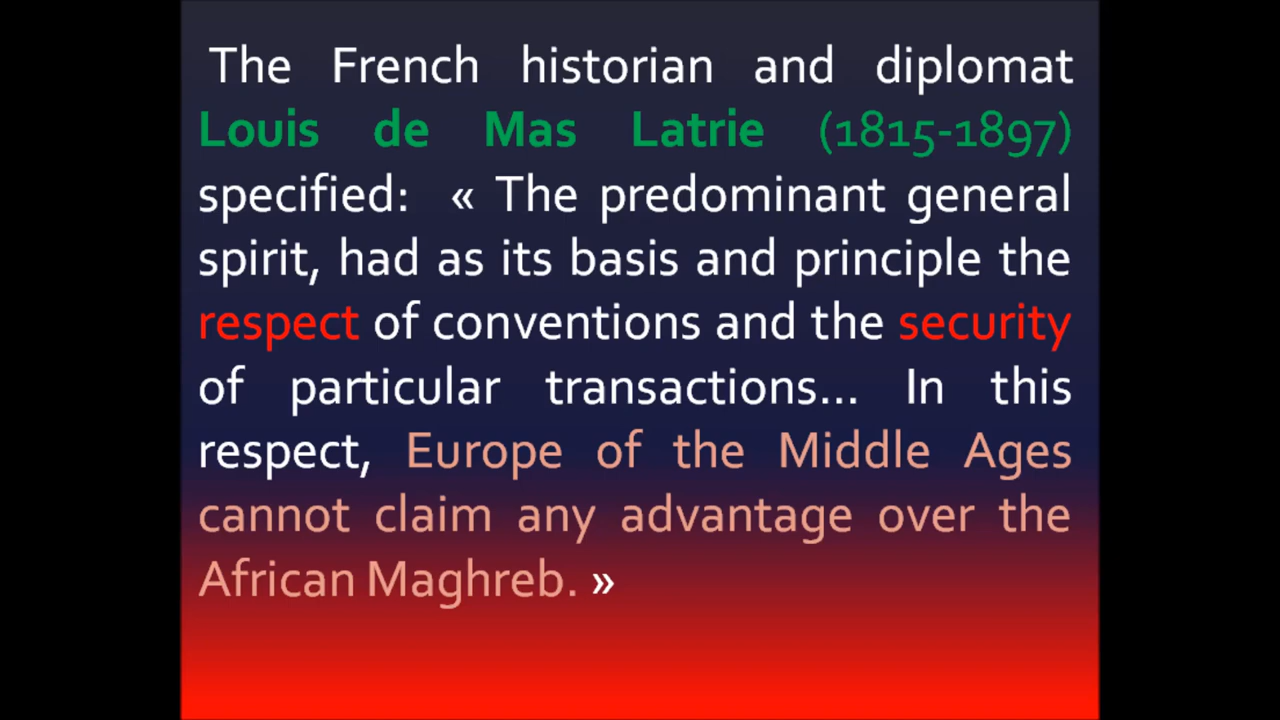 The French historian and diplomat
Louis de Mas Latrie (1815-1897)
specified: « The predominant general
spirit, had as its basis and principle the
respect of conventions and the security
of particular transactions... In this
respect, Europe of the Middle Ages
cannot claim any advantage over the
African Maghreb. »